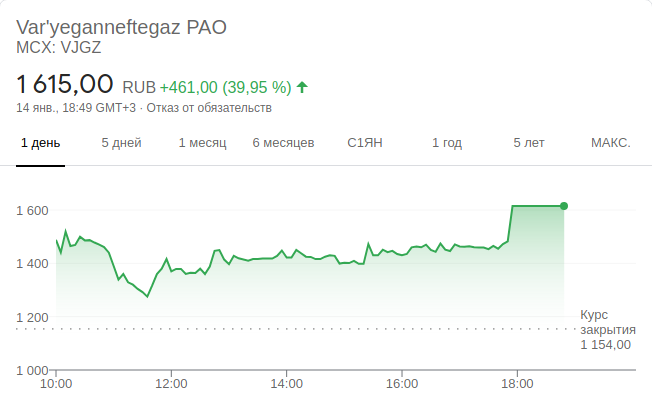 Var'yeganneftegaz PAO
MCX: VJGZ
1 615,00 RUB +461,00 (39,95 %)
14 янв., 18:49 GMT+3 · Отказ от обязательств
1 день 5 дней 1 месяц 6 месяцев С1ЯН 1 год 5 лет МАКС.
1 600
1 400
1 200
1 000
Курс
закрытия
1 154,00
10:00 12:00 14:00 16:00 18:00